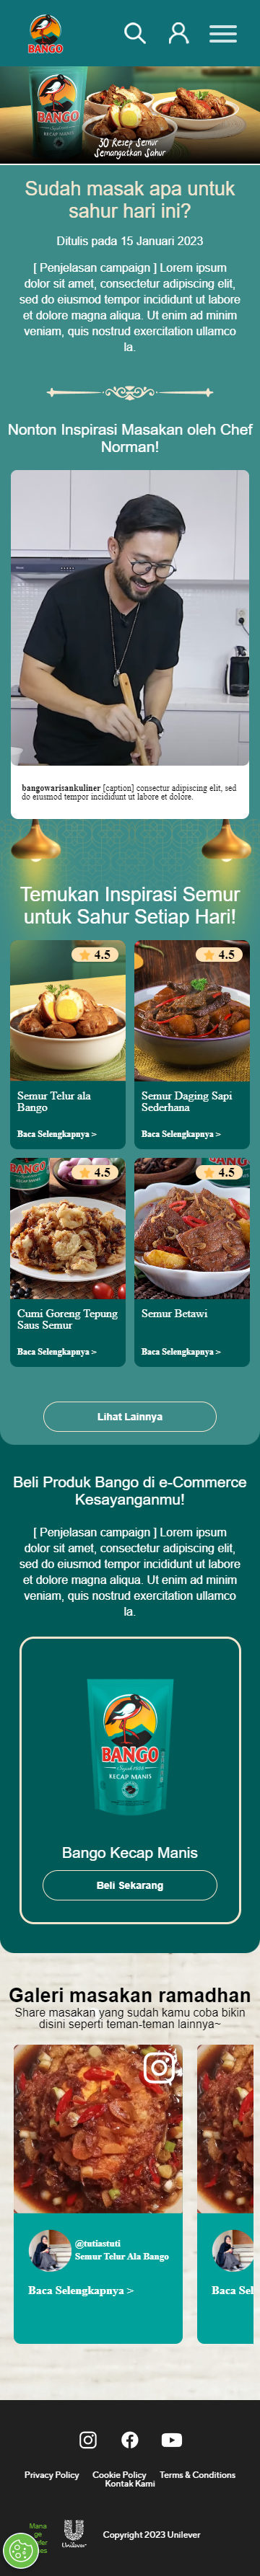 BANGO
BANGO
30 Resep Semur
Semangatkan Sahur
Sudah masak apa untuk
sahur hari ini?
Ditulis pada 15 Januari 2023
[ Penjelasan campaign ] Lorem ipsum
dolor sit amet, consectetur adipiscing elit,
sed do eiusmod tempor incididunt ut labore
et dolore magna aliqua. Ut enim ad minim
veniam, quis nostrud exercitation ullamco
la.
Nonton Inspirasi Masakan oleh Chef
Norman!
bangowarisankuliner [caption] consectur adipiscing elit, sed
do eiusmod tempor incididunt ut labore et dolore.
Temukan Inspirasi Semur
untuk Sahur Setiap Hari!
4.5
4.5
Semur Telur ala
Bango
Semur Daging Sapi
Sederhana
Baca Selengkapnya >
Baca Selengkapnya >
BANGO
4.5
4.5
Cumi Goreng Tepung
Saus Semur
Semur Betawi
Baca Selengkapnya >
Baca Selengkapnya >
Lihat Lainnya
Beli Produk Bango di e-Commerce
Kesayanganmu!
[ Penjelasan campaign ] Lorem ipsum
dolor sit amet, consectetur adipiscing elit,
sed do eiusmod tempor incididunt ut labore
et dolore magna aliqua. Ut enim ad minim
veniam, quis nostrud exercitation ullamco
la.
BANGO
Sejak 1928
KECAP MANIS
Bango Kecap Manis
Beli Sekarang
Galeri masakan ramadhan
Share masakan yang sudah kamu coba bikin
disini seperti teman-teman lainnya~
@tutiastuti
Semur Telur Ala Bango
Baca Selengkapnya >
Baca Sel
Privacy Policy
Cookie Policy
Terms & Conditions
Kontak Kami
Mana
ge
Unilever
Copyright 2023 Unilever